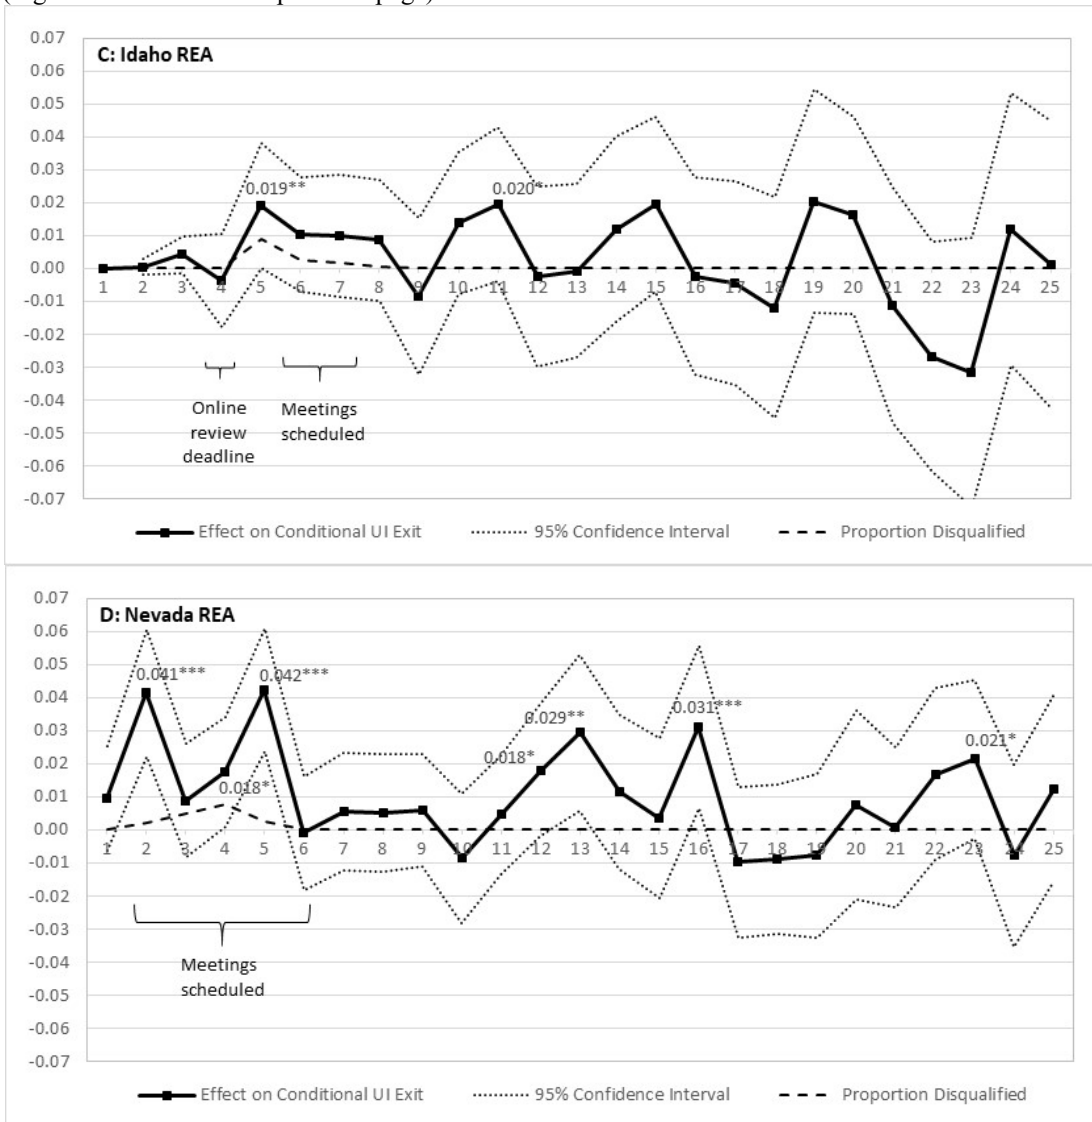 0.07
C: Idaho REA
0.06
0.05
0.04
0.03
0.02
0.01
0.00
-0.01
-0.02
-0.03
-0.04
-0.05
-0.06
-0.07
0.019**
0.020*
1 2 3 4 5 6 7 8 9 10 11 12 13 14 15 16 17 18 19 20 21 22 23 24 25
Online
review
deadline
Meetings
scheduled
Effect on Conditional UI Exit 95% Confidence Interval Proportion Disqualified
0.07
D: Nevada REA
0.06
0.05
0.04
0.03
0.02
0.01
0.00
-0.01
-0.02
-0.03
-0.04
-0.05
-0.06
-0.07
0.041*** 0.042***
0.031***
0.029**
0.021*
0.018*
0.018*
1 2 3 4 5 6 7 8 9 10 11 12 13 14 15 16 17 18 19 20 21 22 23 24 25
Meetings
scheduled
Effect on Conditional UI Exit 95% Confidence Interval Proportion Disqualified